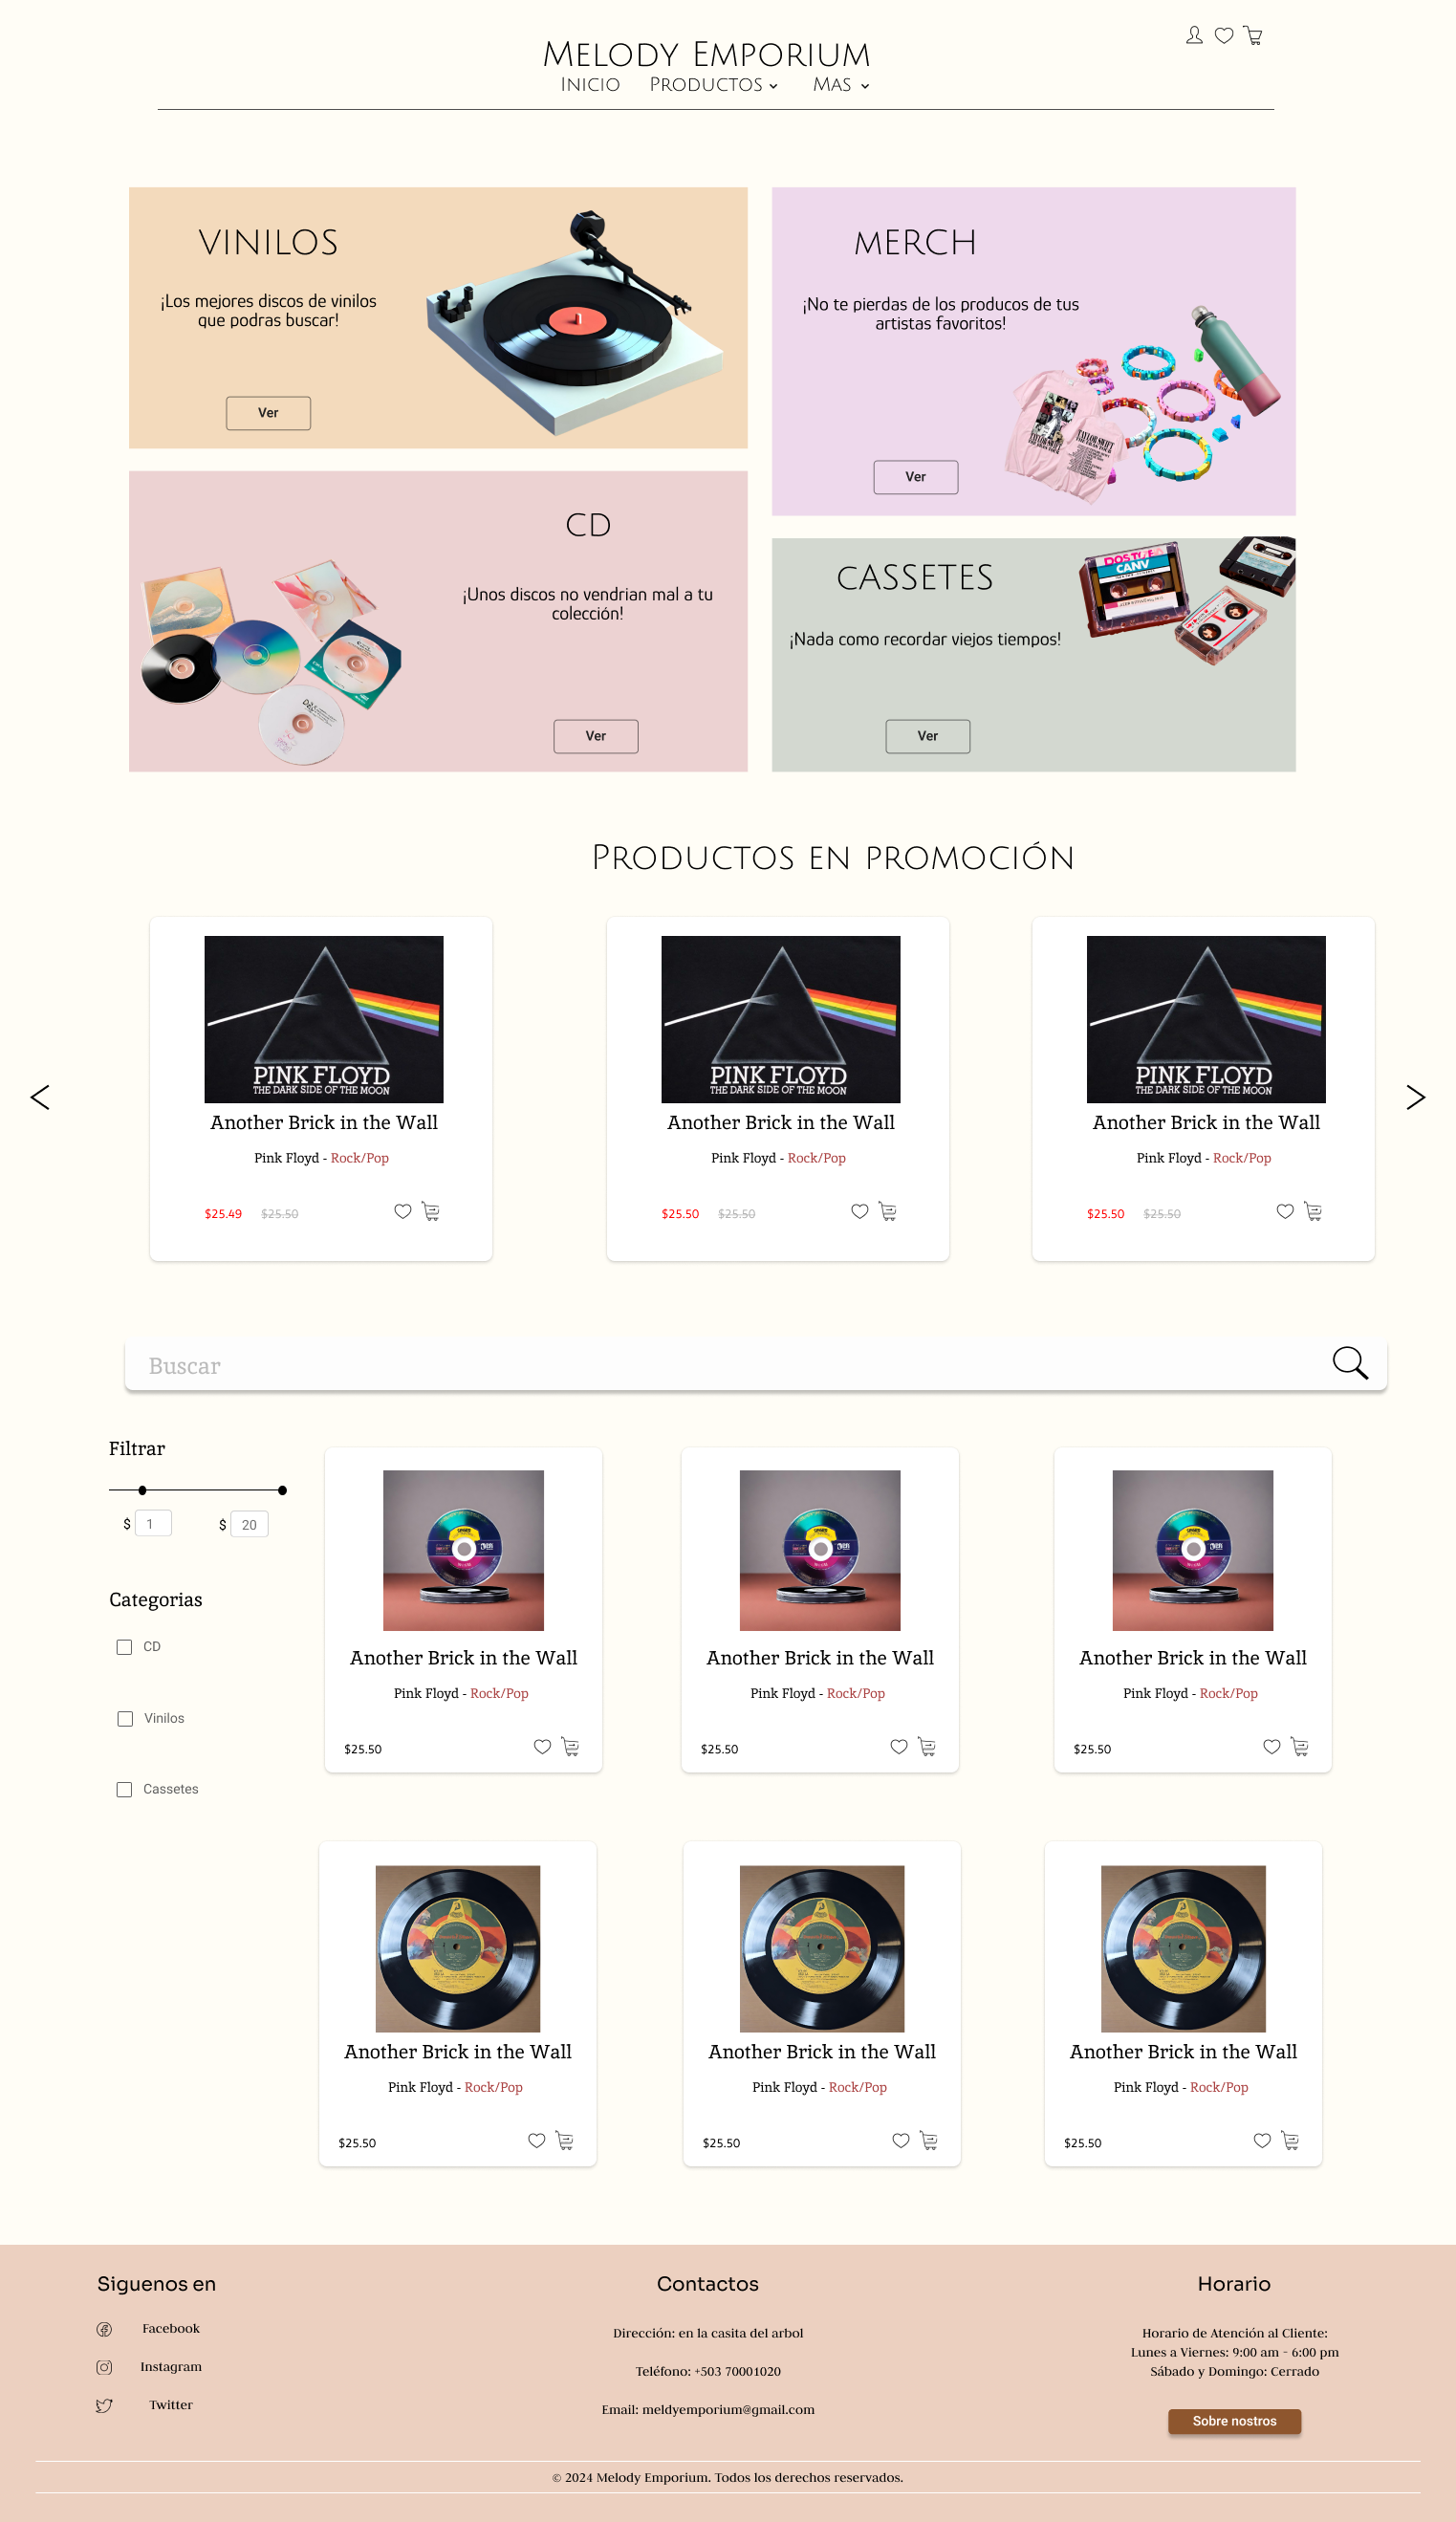 Melody Emporium
Inicio Productos Mas
VINILOS
¡Los mejores discos de vinilos
que podras buscar!
Ver
MERCH
¡No te pierdas de los producos de tus
artistas favoritos!
TAYLOR SWIFT
Ver
CD
¡Unos discos no vendrian mal a tu
colección!
Ver
CASSETES
¡Nada como recordar viejos tiempos!
CANV
Ver
Productos en promoción
PINK FLOYD
THE DARK SIDE OF THE MOON
Another Brick in the Wall
Pink Floyd - Rock/Pop
$25.49 $25.50
PINK FLOYD
THE DARK SIDE OF THE MOON
Another Brick in the Wall
Pink Floyd - Rock/Pop
$25.50 $25.50
PINK FLOYD
THE DARK SIDE OF THE MOON
Another Brick in the Wall
Pink Floyd - Rock/Pop
$25.50 $25.50
<
>
Buscar
Filtrar
$ 1 $ 20
Categorias
CD
Vinilos
Cassetes
Another Brick in the Wall
Pink Floyd - Rock/Pop
$25.50
Another Brick in the Wall
Pink Floyd - Rock/Pop
$25.50
Another Brick in the Wall
Pink Floyd - Rock/Pop
$25.50
Another Brick in the Wall
Pink Floyd - Rock/Pop
$25.50
Another Brick in the Wall
Pink Floyd - Rock/Pop
$25.50
Another Brick in the Wall
Pink Floyd - Rock/Pop
$25.50
Siguenos en
Facebook
Instagram
Twitter
Contactos
Dirección: en la casita del arbol
Teléfono: +503 70001020
Email: meldyemporium@gmail.com
Horario
Horario de Atención al Cliente:
Lunes a Viernes: 9:00 am - 6:00 pm
Sábado y Domingo: Cerrado
Sobre nostros
© 2024 Melody Emporium. Todos los derechos reservados.